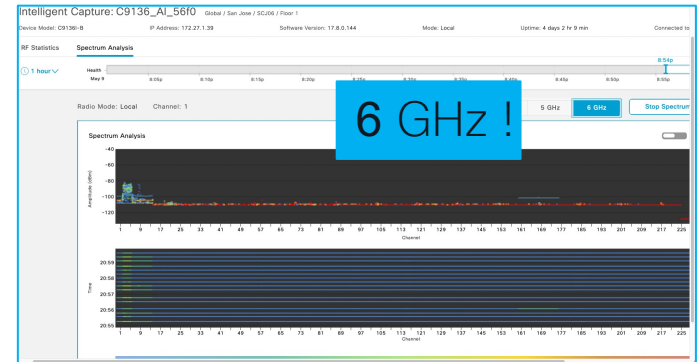 Intelligent Capture: C9136_AI_56f0 Global / San Jose / SCJ06 / Floor 1
Device Model: C9136I-B IP Address: 172.27.1.39 Software Version: 17.8.0.144 Mode: Local Uptime: 4 days 2 hr 9 min Connected to
RF Statistics Spectrum Analysis
8:54p
1 hour
Health
May 9 8:05p 8:10p 8:15p 8:20p 8:45p 8:50p 8:55p
Radio Mode: Local Channel: 1 5 GHz 6 GHz Stop Spectrum
6 GHz !
Spectrum Analysis
-40
-60
-80
-100
-120
Amplitude (dBm)
1 9 17 25 33 41 49 57 65 73 81 89 97 105 113 121 129 137 145 153 161 169 177 185 193 201 209 217 225
Channel
20:59
20:58
20:57
20:56
20:55
Time
1 9 17 25 33 41 49 57 65 73 81 89 97 105 113 121 129 137 145 153 161 169 177 185 193 201 209 217 225
Channel